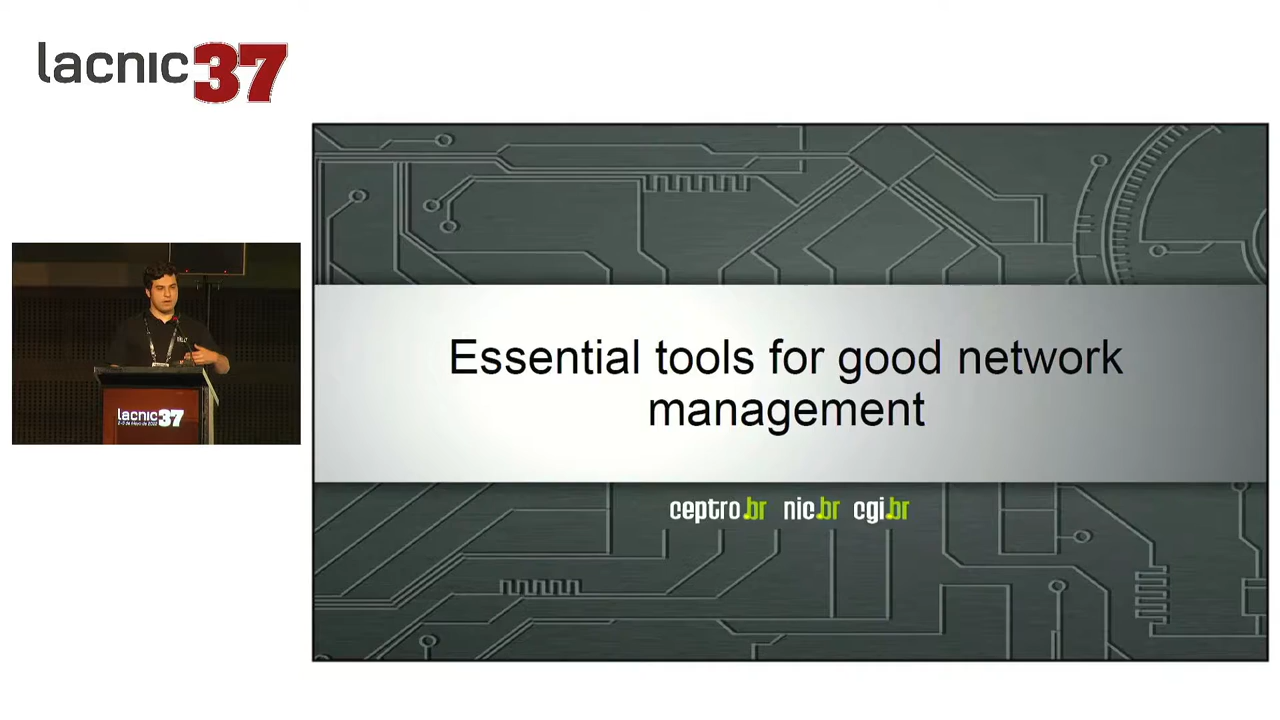 lacnic37
Essential tools for good network
management
ceptro.br nic.br cgi.br
lacnic37